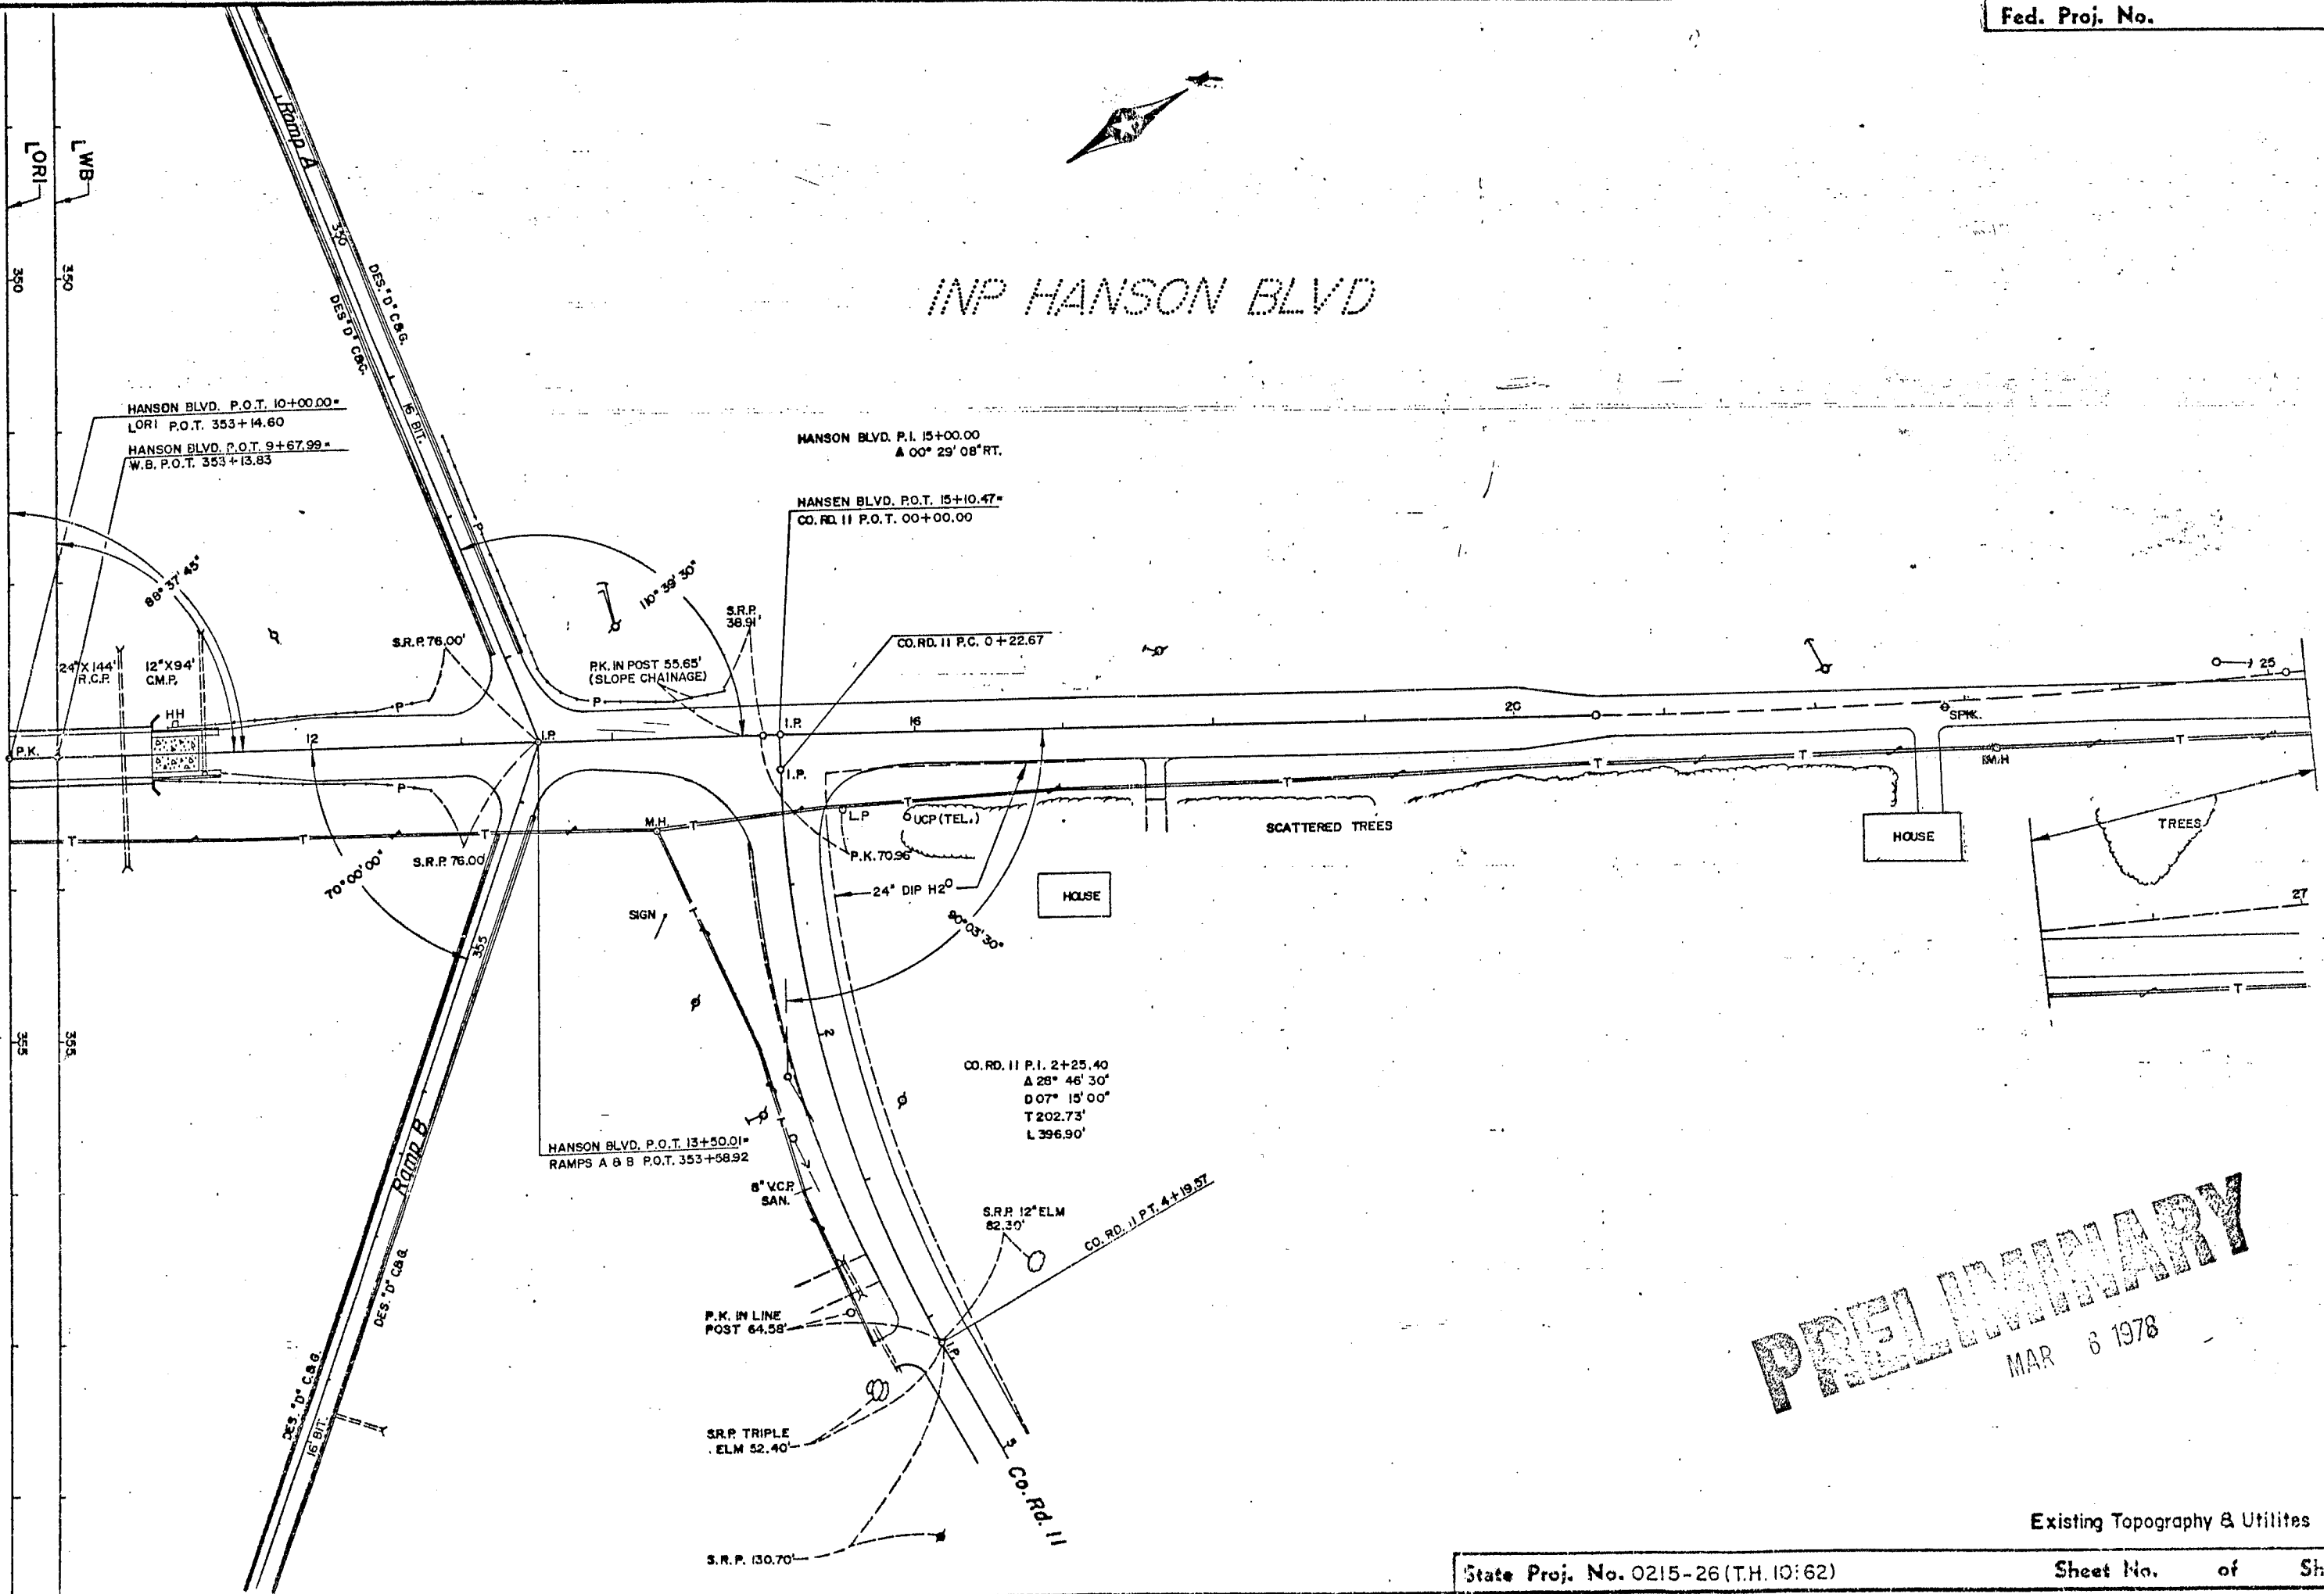 Fed. Proj. No.
LORI
LWB
Ramp A
350
350
350
DES. "D" C&G.
DES. "D" C&G.
16' BIT.
INP HANSON BLVD
HANSON BLVD. P.O.T. 10+00.00=
LORI P.O.T. 353+14.60
HANSON BLVD. P.O.T. 9+67.99=
W.B. P.O.T. 353+13.83
HANSON BLVD. P.I. 15+00.00
Δ 00° 29' 08" RT.
HANSEN BLVD. P.O.T. 15+10.47=
CO. RD. 11 P.O.T. 00+00.00
88° 37' 45"
110° 39' 30"
S.R.P. 76.00'
S.R.P.
38.91'
CO. RD. 11 P.C. 0+22.67
P.K. IN POST 55.65'
(SLOPE CHAINAGE)
24"X144'
R.C.P.
12"X94'
C.M.P.
HH
P
P
P
P
P.K.
12
I.P.
I.P.
I.P.
16
20
25
SPIK.
T
T
T
T
T
T
T
T
T
M.H.
M.H
L.P
UCP (TEL.)
SCATTERED TREES
P.K. 70.96'
S.R.P. 76.00'
70° 00' 00"
24" DIP H2O
HOUSE
HOUSE
TREES
27
T
SIGN
T
90° 03' 30"
355
355
355
2
CO. RD. 11 P.I. 2+25.40
Δ 28° 46' 30"
D 07° 15' 00"
T 202.73'
L 396.90'
T
Ramp B
HANSON BLVD. P.O.T. 13+50.01=
RAMPS A & B P.O.T. 353+58.92
8" V.C.P.
SAN.
S.R.P. 12" ELM
82.30'
CO. RD. 11 P.T. 4+19.57
DES. "D" C&G.
DES. "D" C.& G.
16' BIT.
P.K. IN LINE
POST 64.58'
I.P.
S.R.P. TRIPLE
ELM 52.40'
5
Co. Rd. 11
S.R.P. 130.70'
PRELIMINARY
MAR 6 1978
Existing Topography & Utilites
State Proj. No. 0215-26 (T.H. 10:62)
Sheet No. of Sh